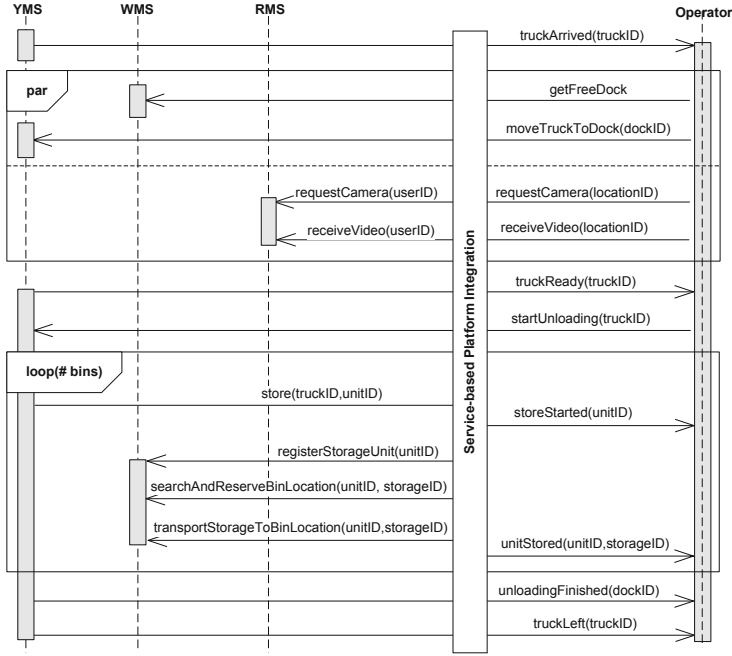 YMS
WMS
RMS
Operator
truckArrived(truckID)
par
getFreeDock
moveTruckToDock(dockID)
requestCamera(userID)
requestCamera(locationID)
receiveVideo(userID)
receiveVideo(locationID)
Service-based Platform Integration
truckReady(truckID)
startUnloading(truckID)
loop(# bins)
store(truckID,unitID)
storeStarted(unitID)
registerStorageUnit(unitID)
searchAndReserveBinLocation(unitID, storageID)
transportStorageToBinLocation(unitID,storageID)
unitStored(unitID,storageID)
unloadingFinished(dockID)
truckLeft(truckID)